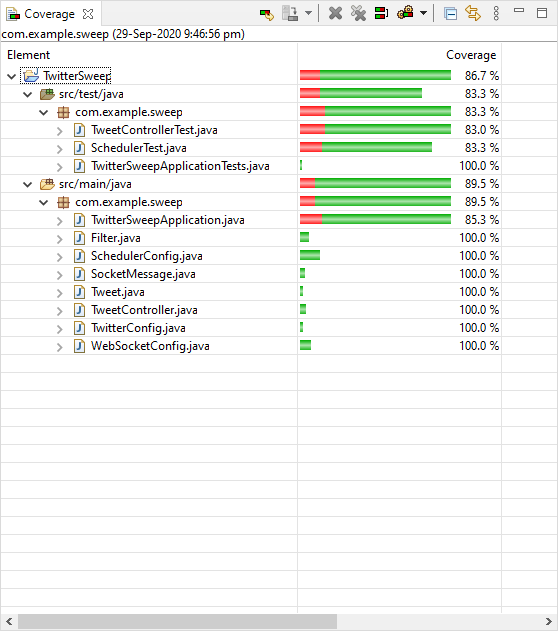 Coverage
com.example.sweep (29-Sep-2020 9:46:56 pm)
Element Coverage
TwitterSweep 86.7 %
src/test/java 83.3 %
com.example.sweep 83.3 %
TweetControllerTest.java 83.0 %
SchedulerTest.java 83.3 %
TwitterSweepApplicationTests.java 100.0 %
src/main/java 89.5 %
com.example.sweep 89.5 %
TwitterSweepApplication.java 85.3 %
Filter.java 100.0 %
SchedulerConfig.java 100.0 %
SocketMessage.java 100.0 %
Tweet.java 100.0 %
TweetController.java 100.0 %
TwitterConfig.java 100.0 %
WebSocketConfig.java 100.0 %